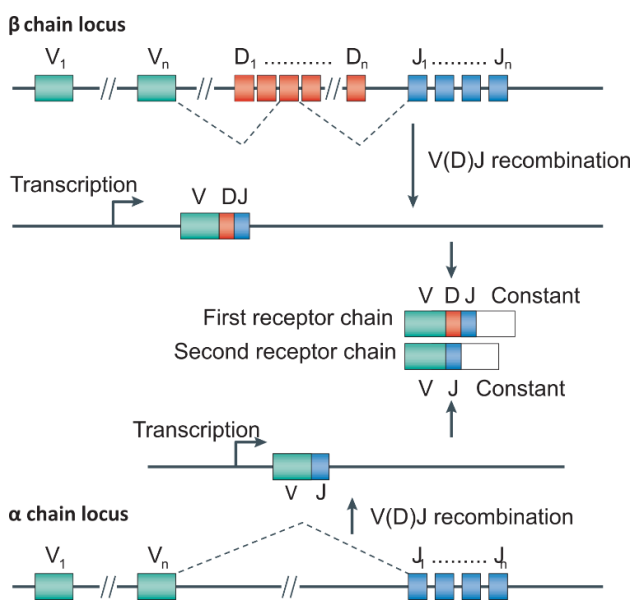 β chain locus
V1 Vn D1 ........... Dn J1 ......... Jn
V(D)J recombination
Transcription
V DJ
V D J Constant
First receptor chain
Second receptor chain
V J Constant
Transcription
V J
α chain locus
V(D)J recombination
V1 Vn J1 ......... Jn